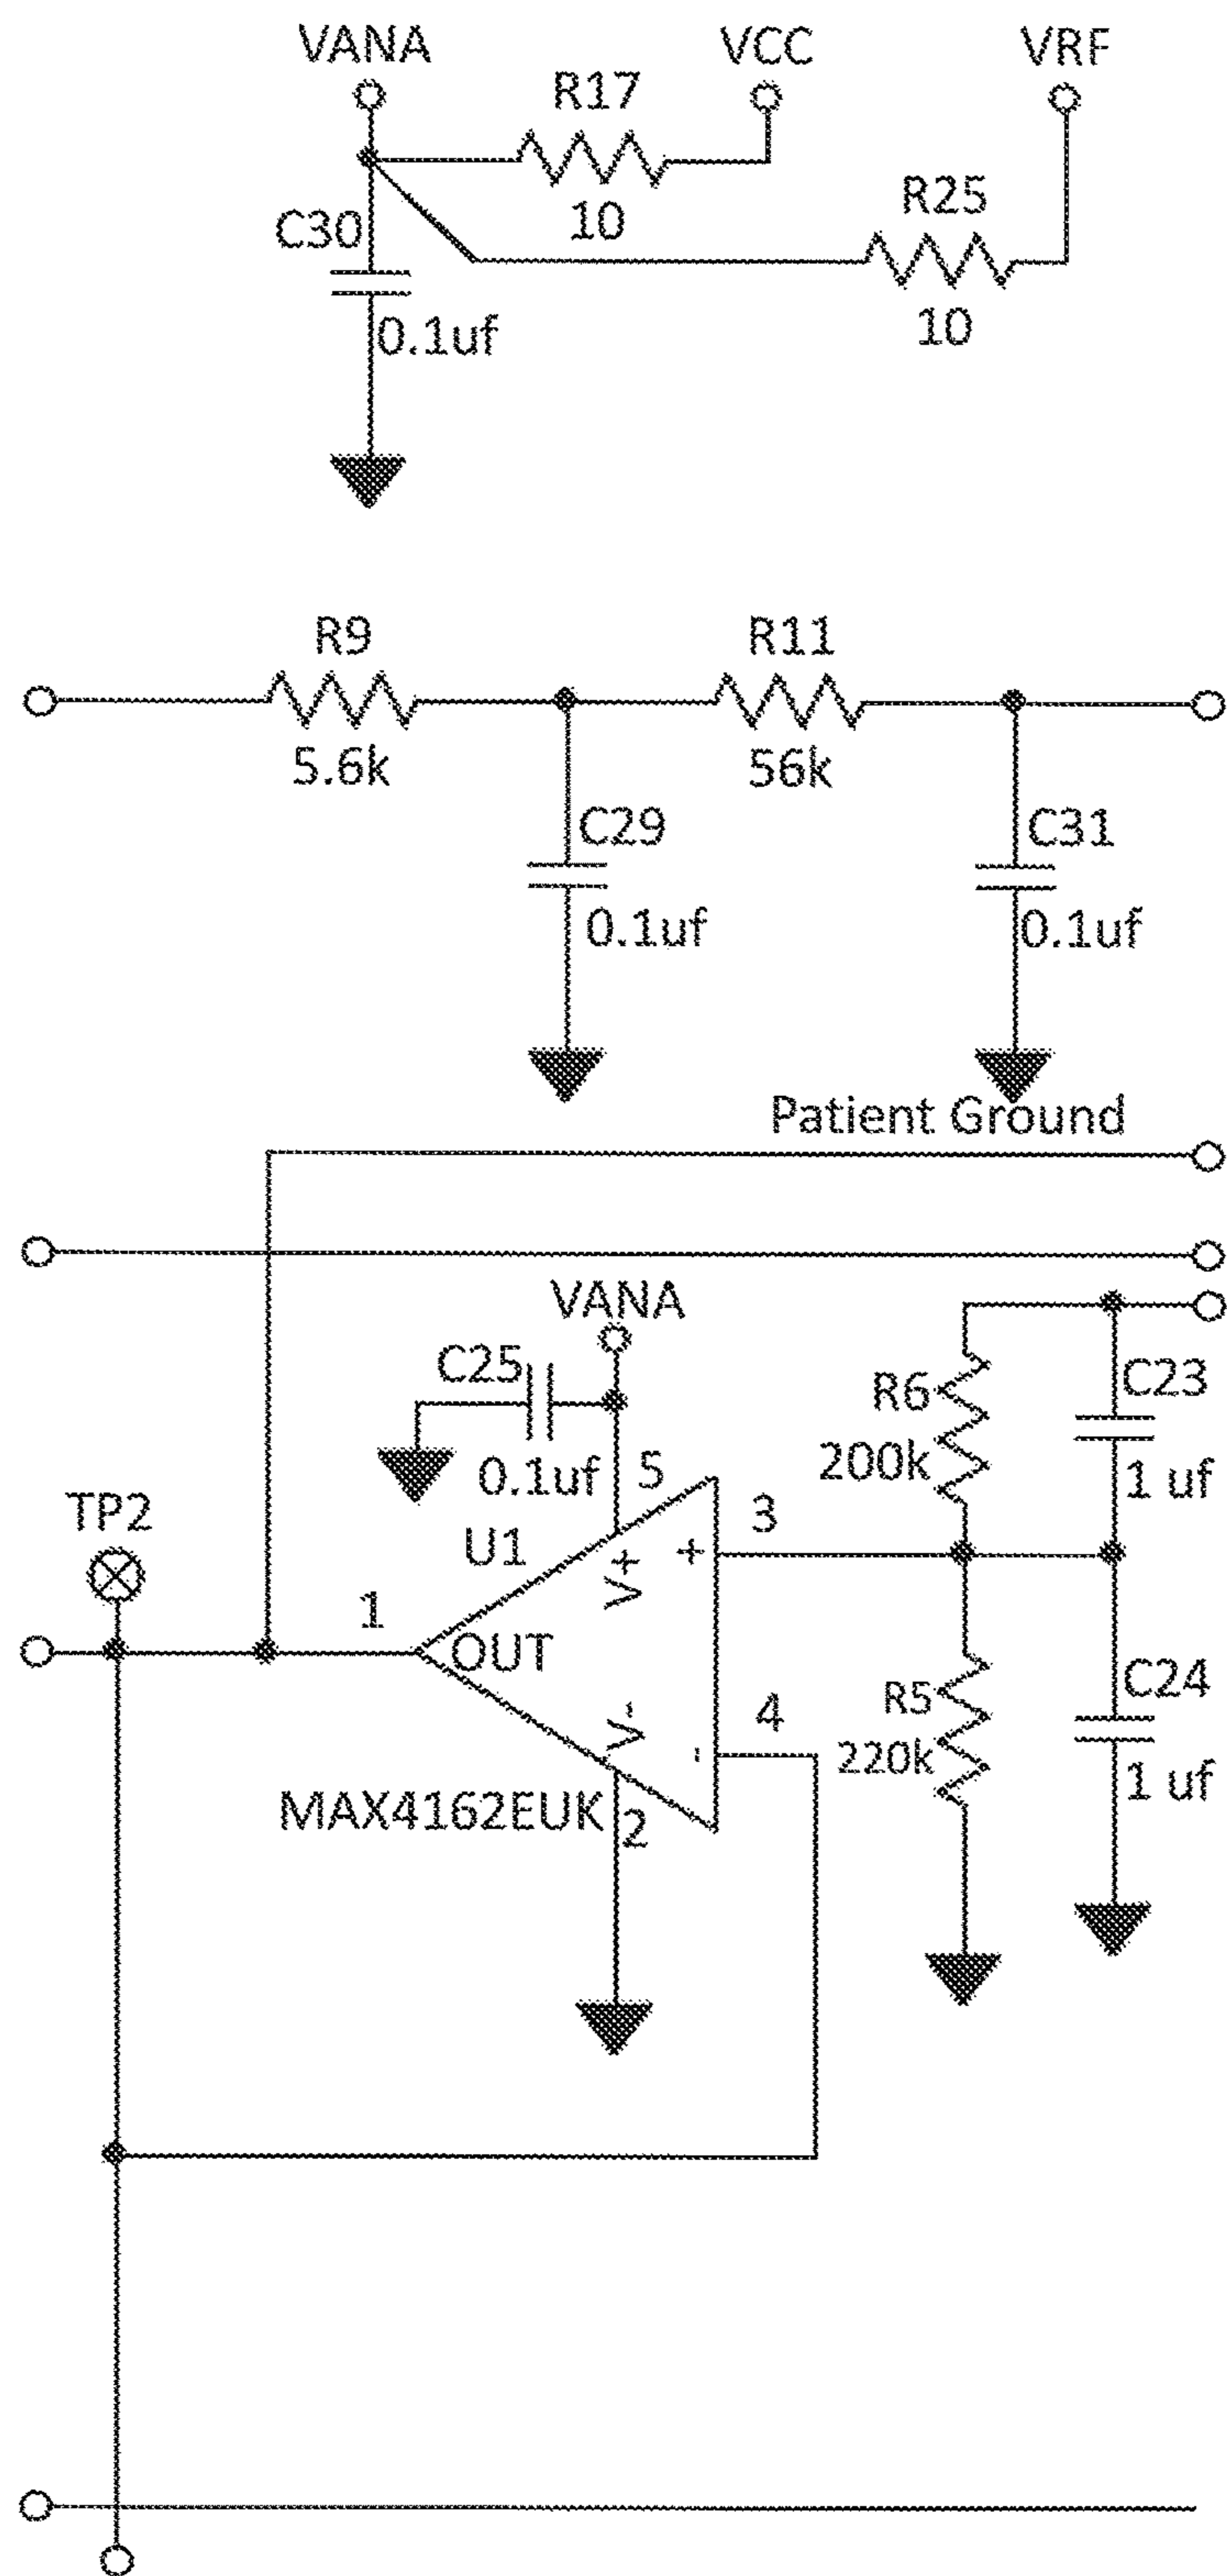 VANA
VCC
VRF
R17
10
R25
10
C30
0.1uf
R9
5.6k
R11
56k
C29
0.1uf
C31
0.1uf
Patient Ground
VANA
C25
0.1uf
5
R6
200k
C23
1 uf
TP2
U1
3
+
V+
1
OUT
V-
4
-
R5
220k
C24
1 uf
MAX4162EUK
2